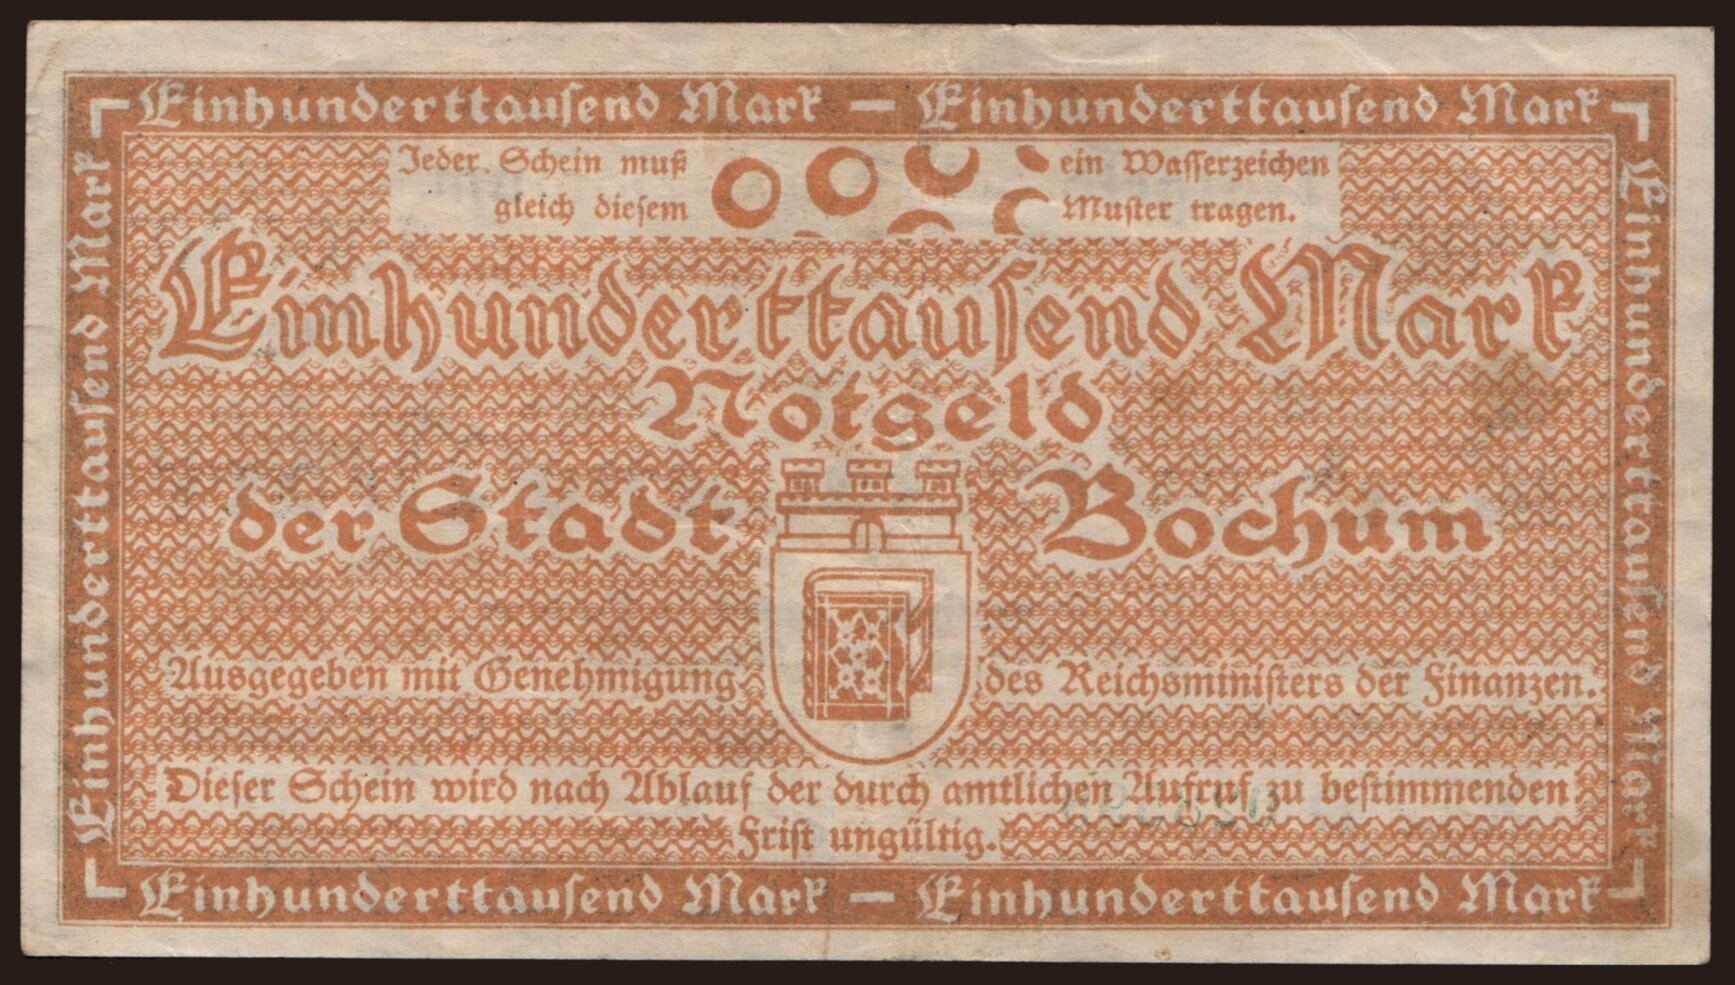 Einhunderttausend Mark — Einhunderttausend Mark
Jeder Schein muß ein Wasserzeichen
gleich diesem Muster tragen.
Einhunderttausend Mark
Notgeld
der Stadt Bochum
Ausgegeben mit Genehmigung des Reichsministers der Finanzen.
Dieser Schein wird nach Ablauf der durch amtlichen Aufruf zu bestimmenden
Frist ungültig.
Einhunderttausend Mark — Einhunderttausend Mark
Einhunderttausend Mark
Einhunderttausend Mark